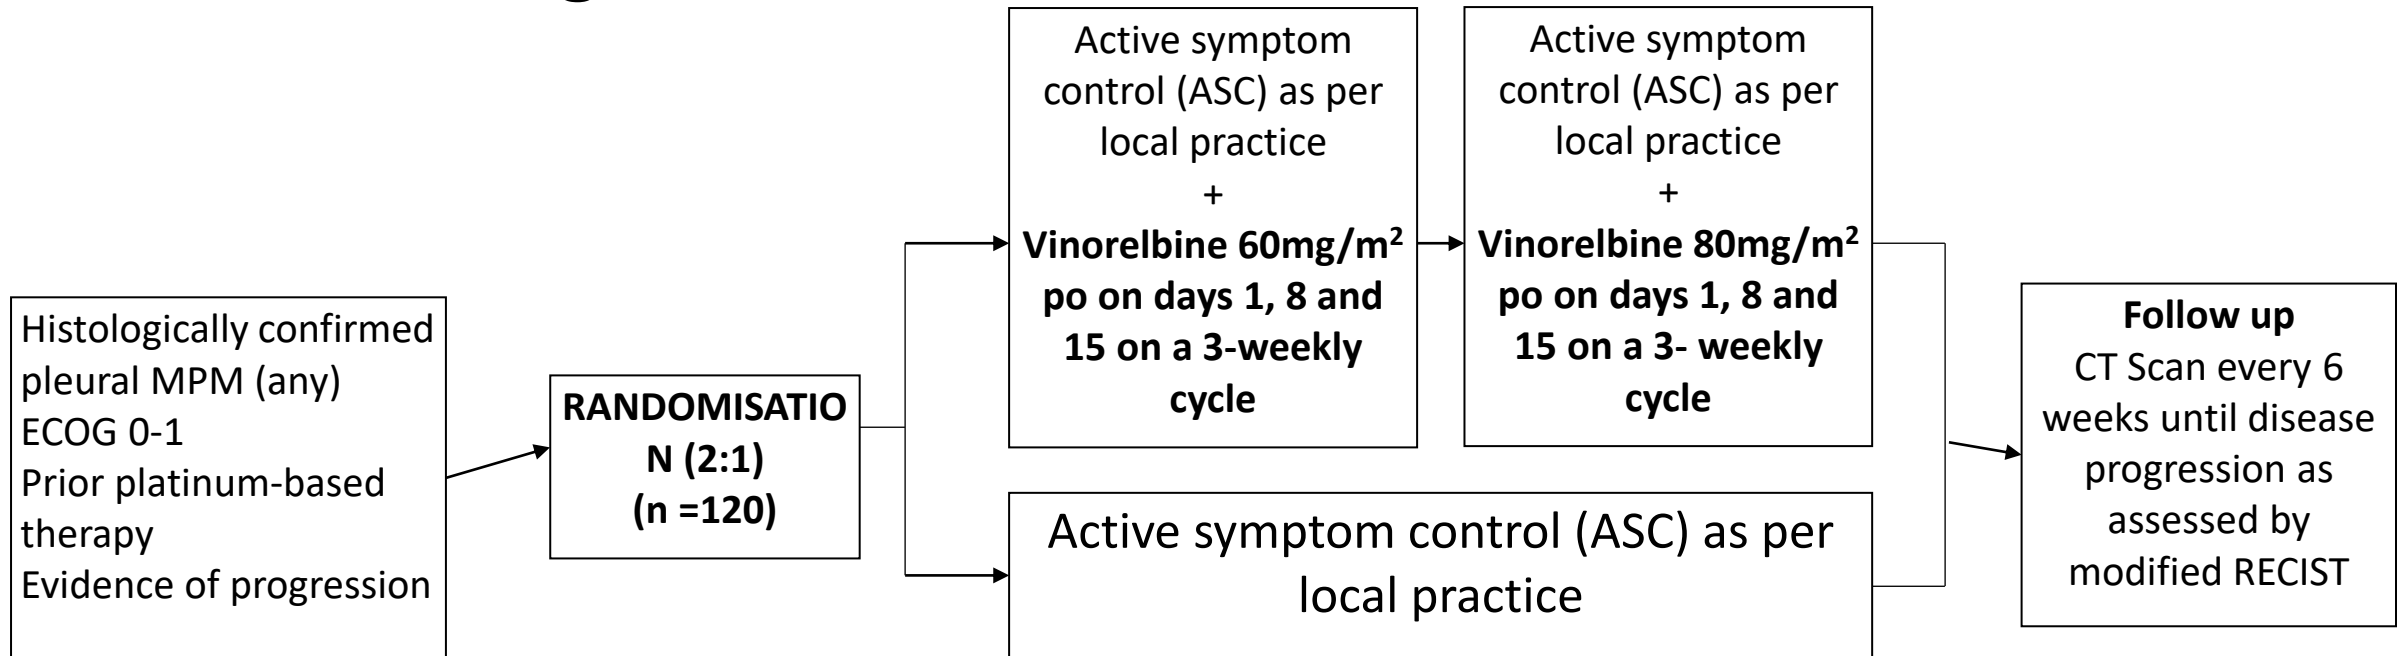 Histologically confirmed
pleural MPM (any)
ECOG 0-1
Prior platinum-based
therapy
Evidence of progression
RANDOMISATIO
N (2:1)
(n =120)
Active symptom
control (ASC) as per
local practice
+
Vinorelbine 60mg/m²
po on days 1, 8 and
15 on a 3-weekly
cycle
Active symptom
control (ASC) as per
local practice
+
Vinorelbine 80mg/m²
po on days 1, 8 and
15 on a 3- weekly
cycle
Active symptom control (ASC) as per
local practice
Follow up
CT Scan every 6
weeks until disease
progression as
assessed by
modified RECIST